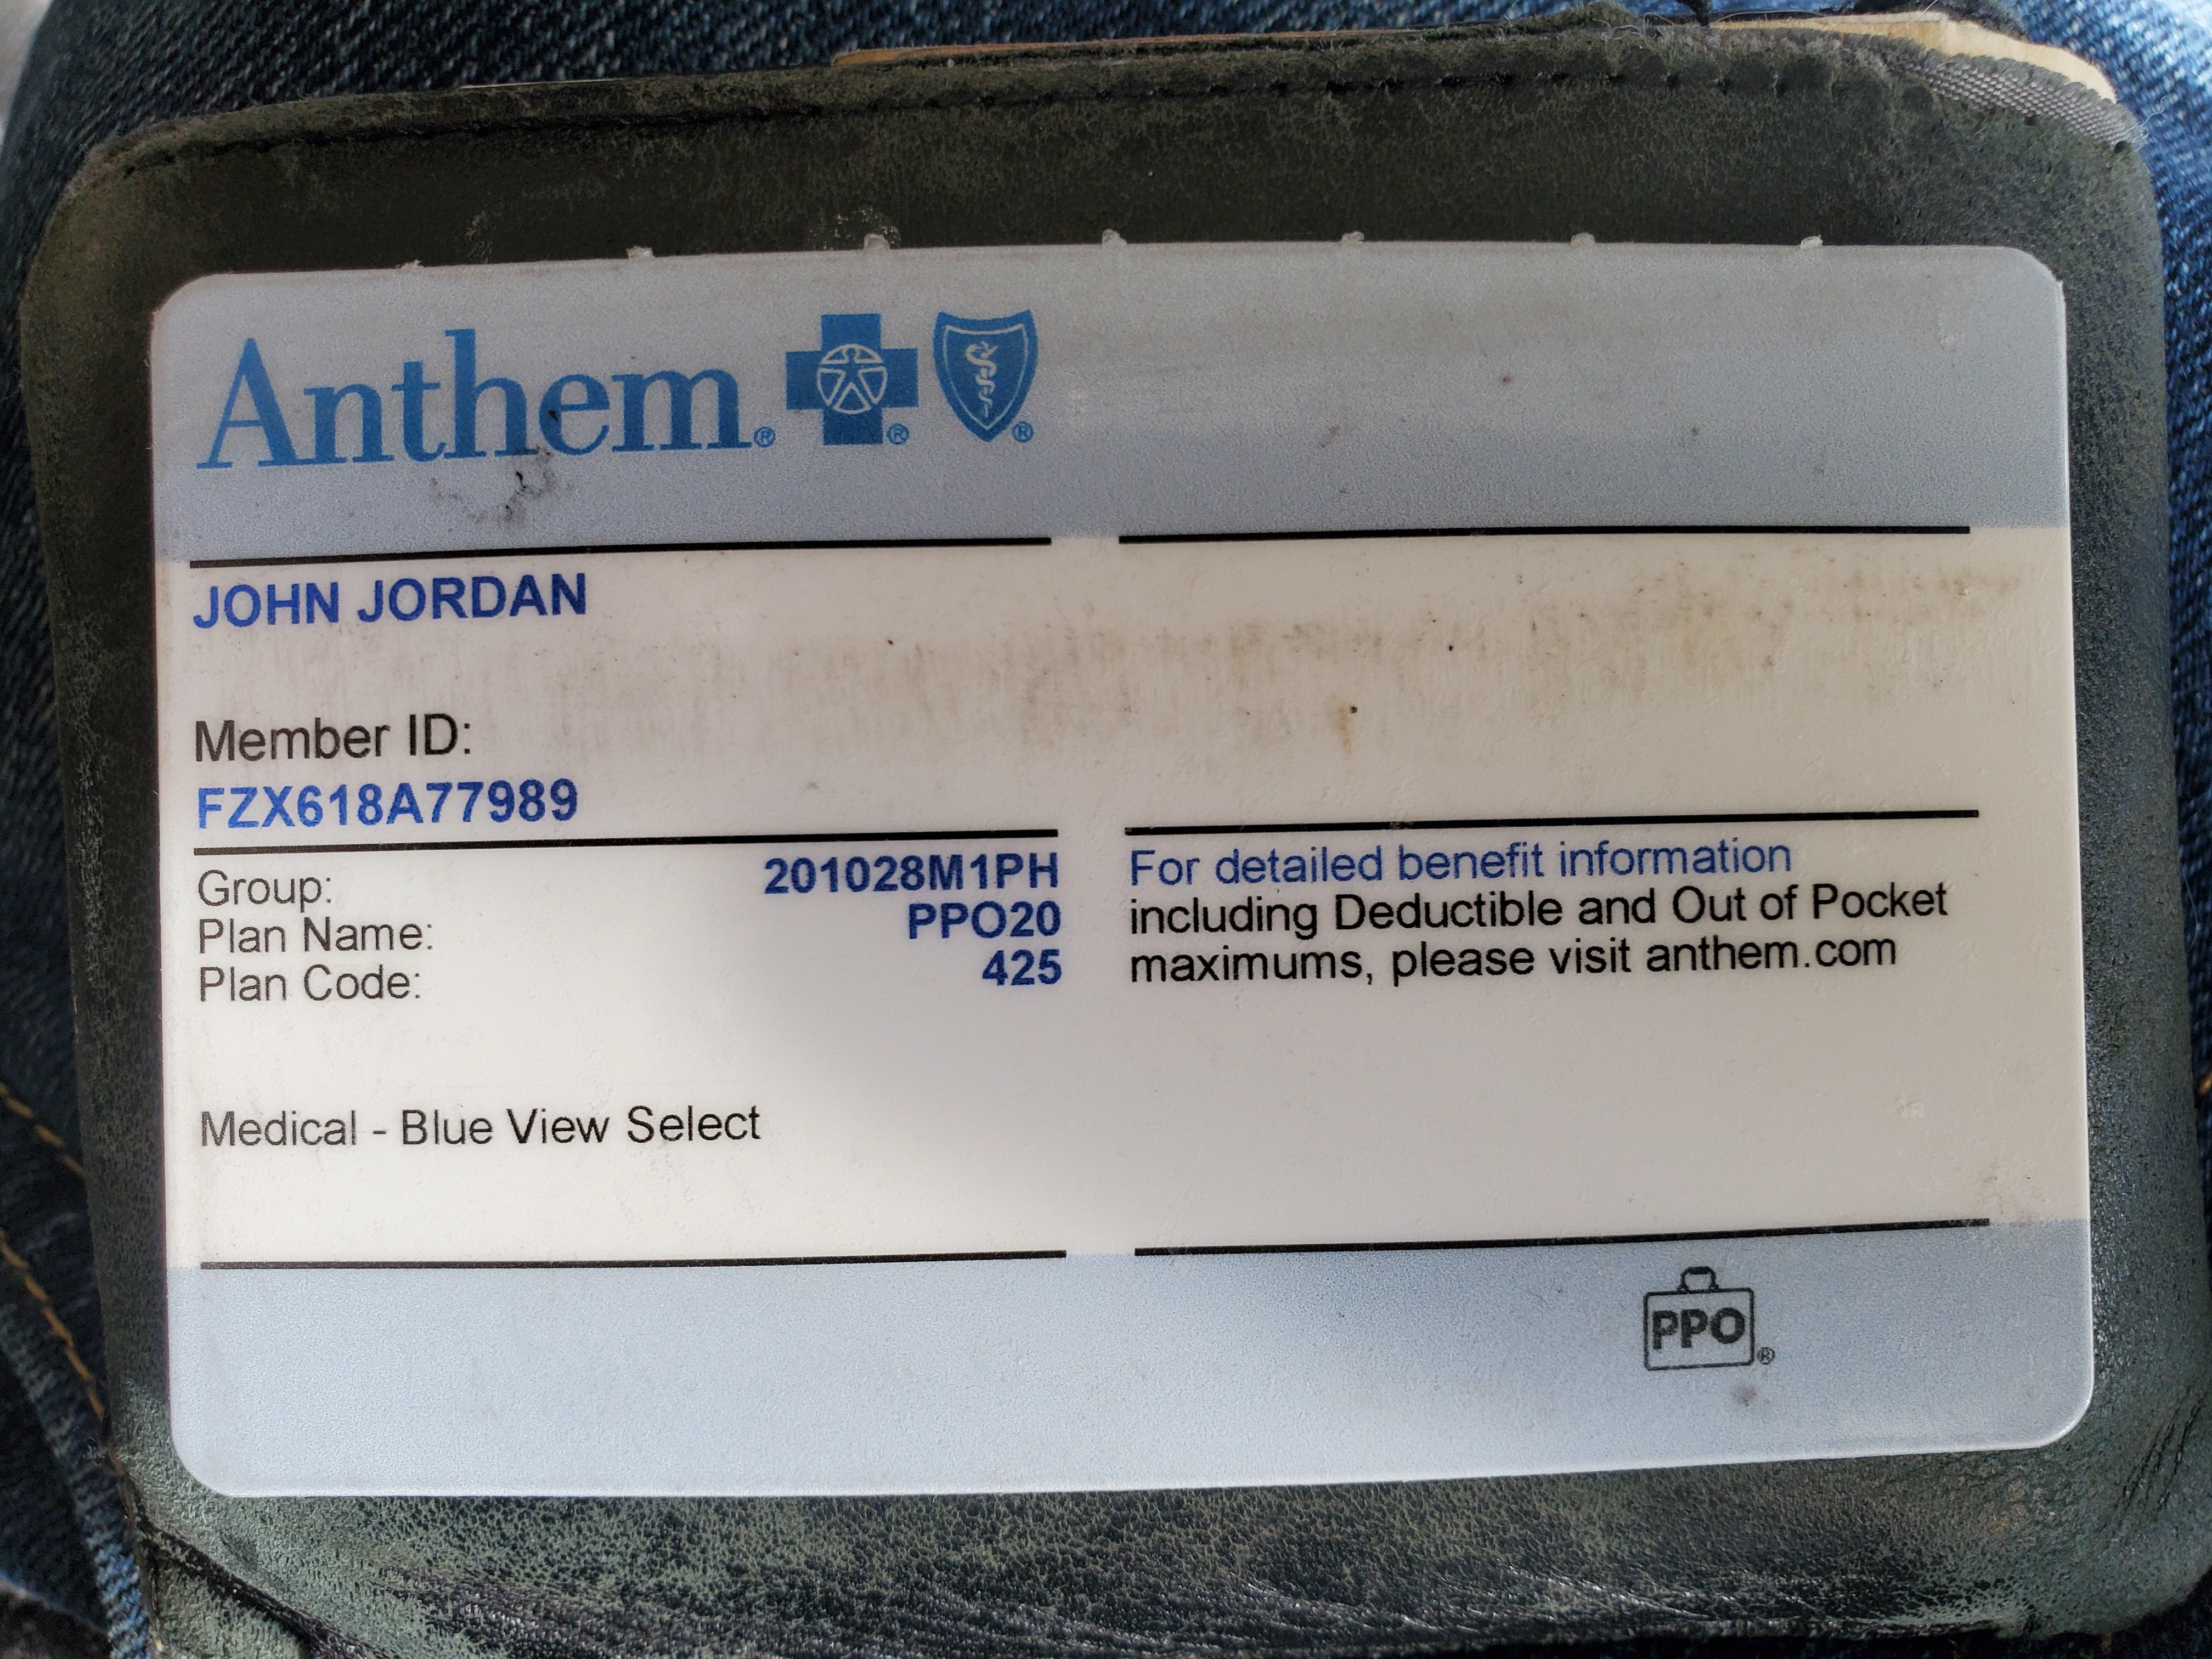 Anthem.® ® ®
JOHN JORDAN
Member ID:
FZX618A77989
Group: 201028M1PH
Plan Name: PPO20
Plan Code: 425
Medical - Blue View Select
For detailed benefit information
including Deductible and Out of Pocket
maximums, please visit anthem.com
PPO®